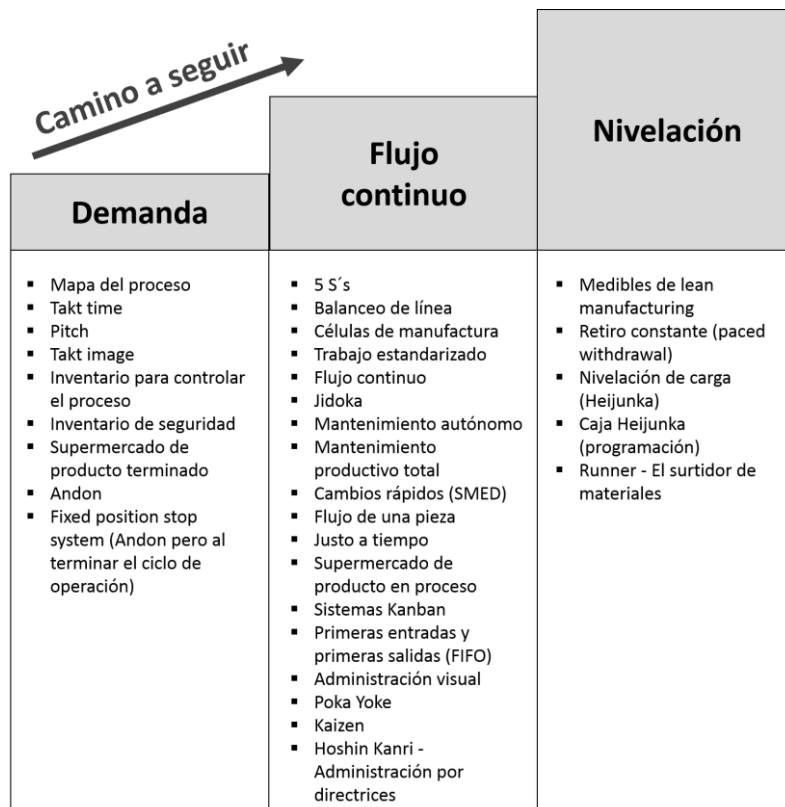 Camino a seguir
Demanda
▪ Mapa del proceso
▪ Takt time
▪ Pitch
▪ Takt image
▪ Inventario para controlar
el proceso
▪ Inventario de seguridad
▪ Supermercado de
producto terminado
▪ Andon
▪ Fixed position stop
system (Andon pero al
terminar el ciclo de
operación)
Flujo
continuo
▪ 5 S´s
▪ Balanceo de línea
▪ Células de manufactura
▪ Trabajo estandarizado
▪ Flujo continuo
▪ Jidoka
▪ Mantenimiento autónomo
▪ Mantenimiento
productivo total
▪ Cambios rápidos (SMED)
▪ Flujo de una pieza
▪ Justo a tiempo
▪ Supermercado de
producto en proceso
▪ Sistemas Kanban
▪ Primeras entradas y
primeras salidas (FIFO)
▪ Administración visual
▪ Poka Yoke
▪ Kaizen
▪ Hoshin Kanri -
Administración por
directrices
Nivelación
▪ Medibles de lean
manufacturing
▪ Retiro constante (paced
withdrawal)
▪ Nivelación de carga
(Heijunka)
▪ Caja Heijunka
(programación)
▪ Runner - El surtidor de
materiales